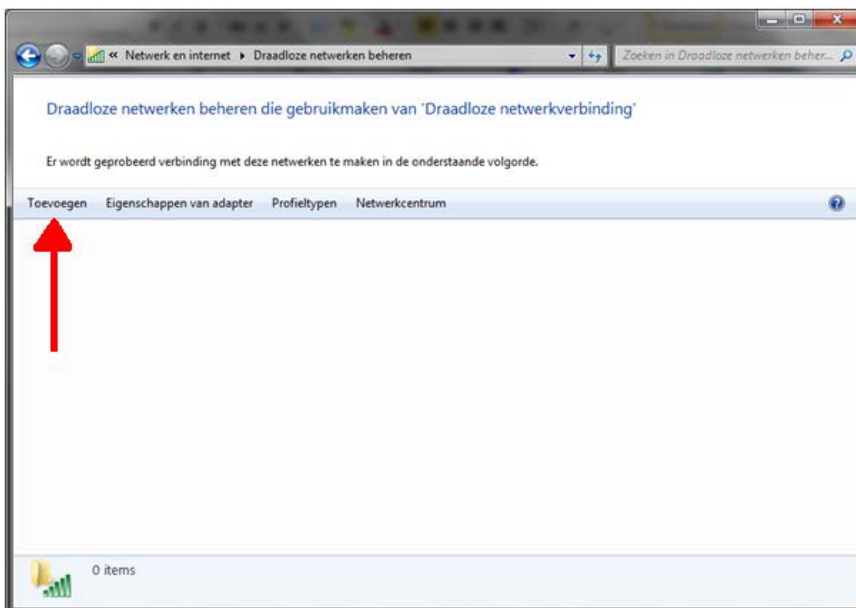 « Netwerk en internet ▸ Draadloze netwerken beheren
Zoeken in Draadloze netwerken beher...
Draadloze netwerken beheren die gebruikmaken van 'Draadloze netwerkverbinding'
Er wordt geprobeerd verbinding met deze netwerken te maken in de onderstaande volgorde.
Toevoegen Eigenschappen van adapter Profieltypen Netwerkcentrum
0 items